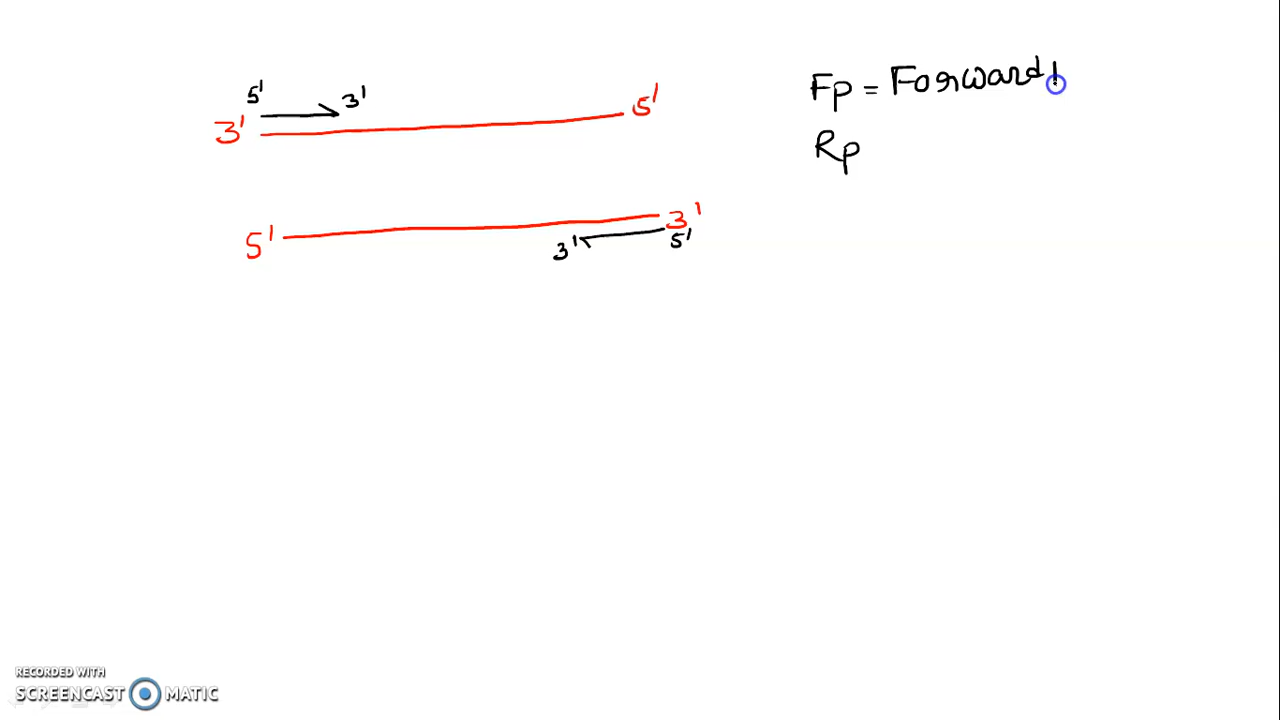 5' 3'
3' 5'
5' 3'
3' 5'
Fp = Forward
Rp
RECORDED WITH
SCREENCAST MATIC